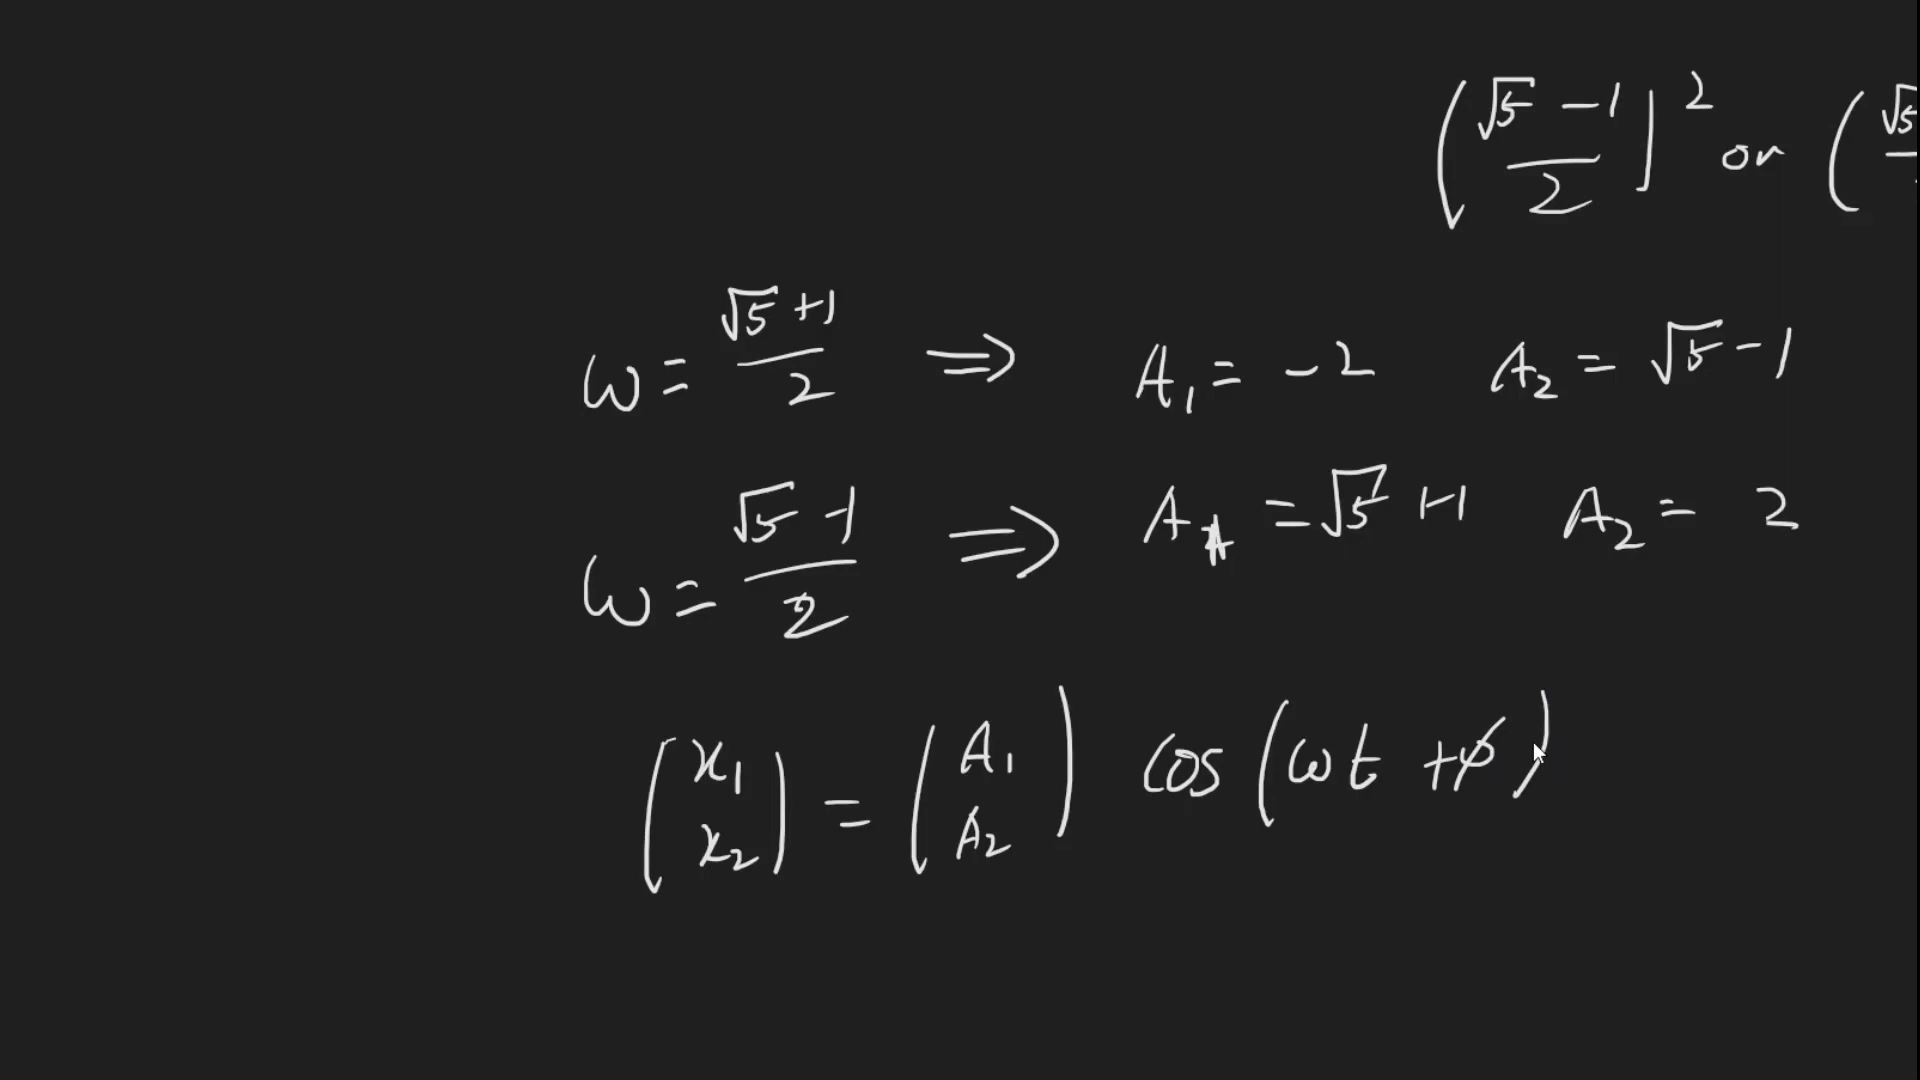 ((√5 −1)/2)² or (√5
ω = (√5 +1)/2 ⇒ A₁ = −2 A₂ = √5 −1
ω = (√5 −1)/2 ⇒ A₁ = √5 +1 A₂ = 2
(x₁ x₂) = (A₁ A₂) cos(ωt +φ)